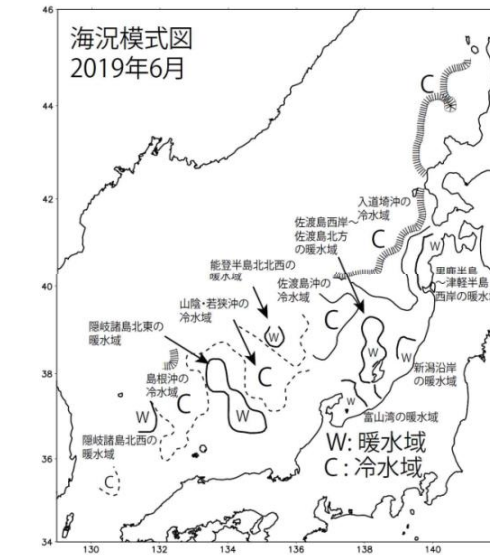 46
海況模式図
2019年6月
C
44
入道埼沖の
冷水域
42
佐渡島西岸～
佐渡島北方
の暖水域
C
W
能登半島北北西の
暖水域
佐渡島沖の
冷水域
男鹿半島
～津軽半島
西岸の暖水域
40
山陰・若狭沖の
冷水域
C
隠岐諸島北東の
暖水域
W
W
W
島根沖の
冷水域
C
新潟沿岸
の暖水域
38
C
W
W
W
富山湾の暖水域
隠岐諸島北西の
暖水域
W: 暖水域
C: 冷水域
36
C
34
130
132
134
136
138
140